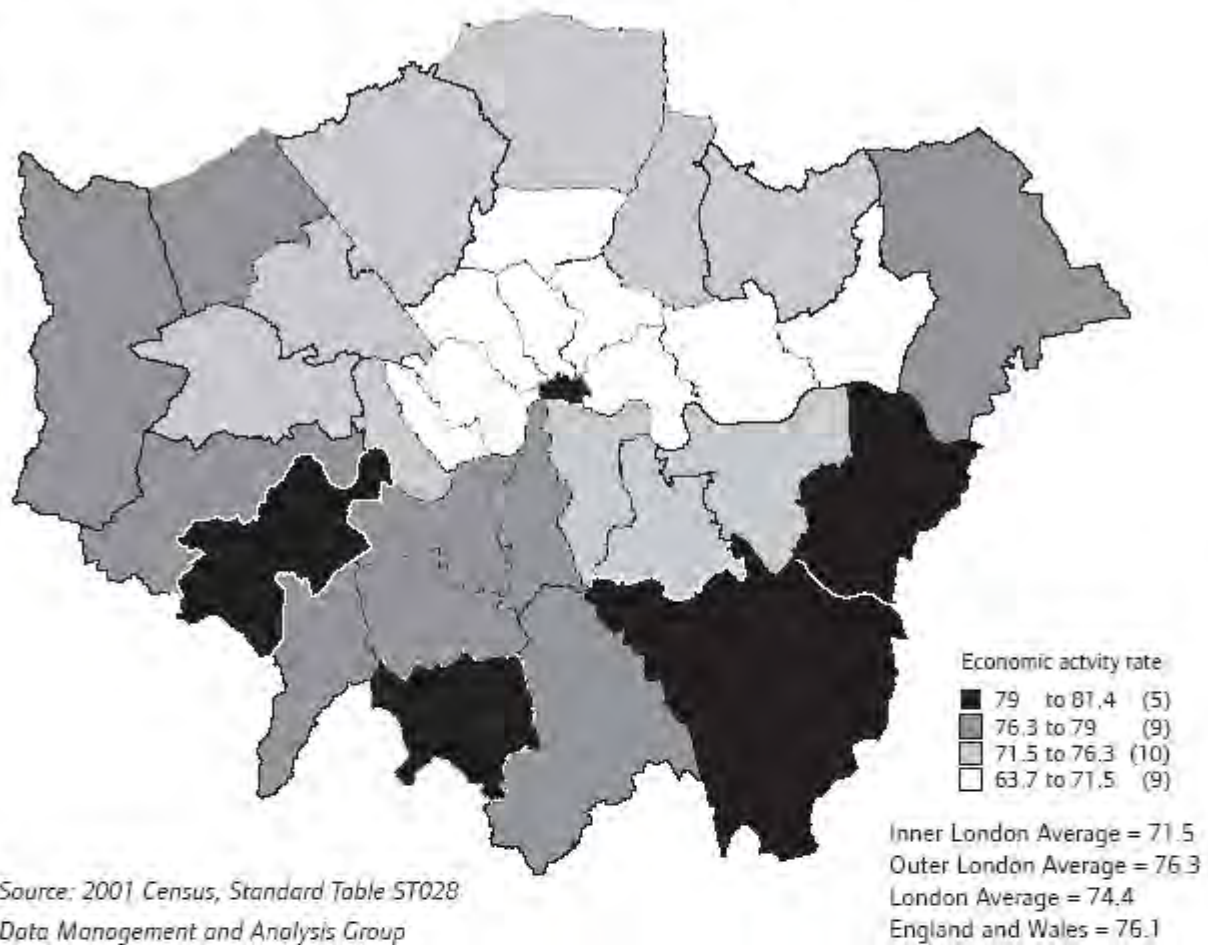 Economic actvity rate
79 to 81.4 (5)
76.3 to 79 (9)
71.5 to 76.3 (10)
63.7 to 71.5 (9)
Inner London Average = 71.5
Outer London Average = 76.3
London Average = 74.4
England and Wales = 76.1
Source: 2001 Census, Standard Table ST028
Data Management and Analysis Group